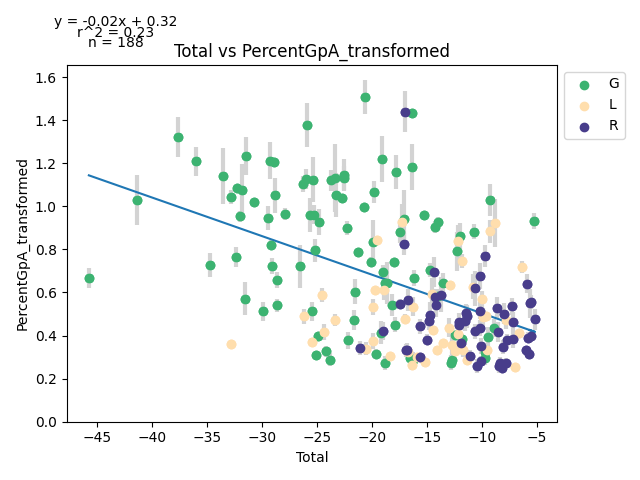 y = -0.02x + 0.32
r^2 = 0.23
n = 188
Total vs PercentGpA_transformed
PercentGpA_transformed
1.6
1.4
1.2
1.0
0.8
0.6
0.4
0.2
0.0
−45 −40 −35 −30 −25 −20 −15 −10 −5
Total
G
L
R